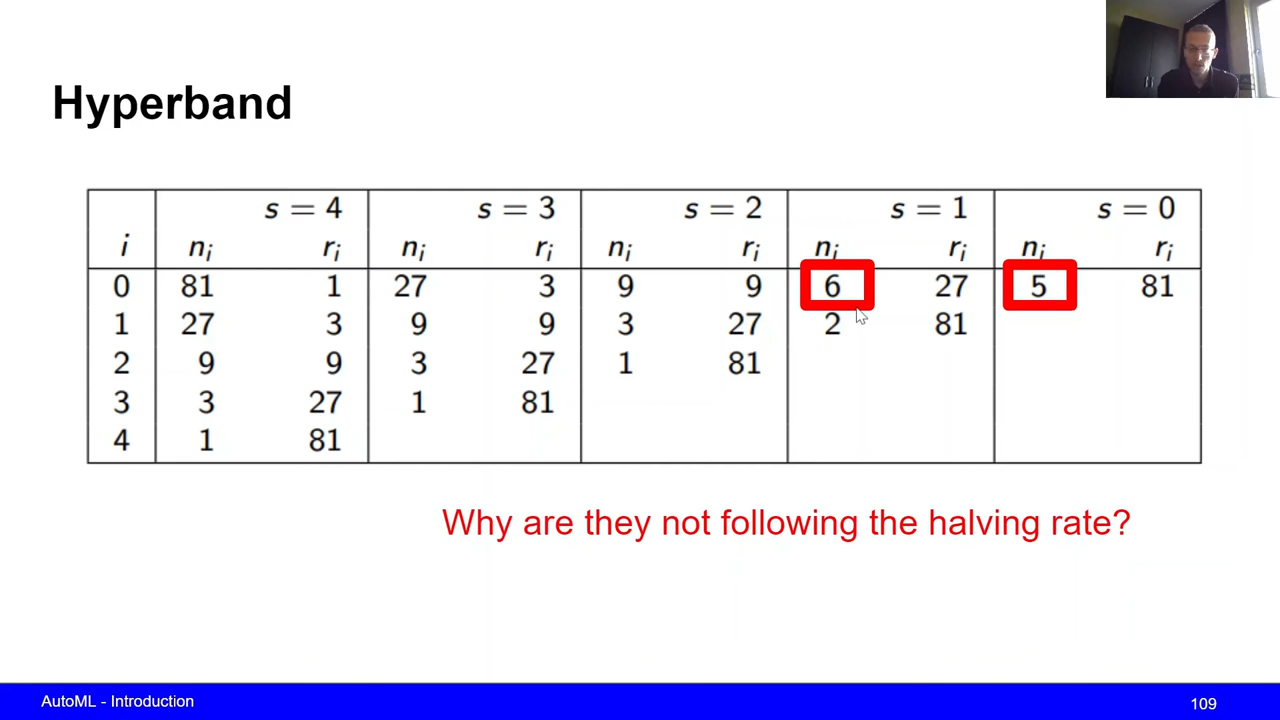 Hyperband
s = 4 s = 3 s = 2 s = 1 s = 0
i n_i r_i n_i r_i n_i r_i n_i r_i n_i r_i
0 81 1 27 3 9 9 6 27 5 81
1 27 3 9 9 3 27 2 81
2 9 9 3 27 1 81
3 3 27 1 81
4 1 81
Why are they not following the halving rate?
AutoML - Introduction 109